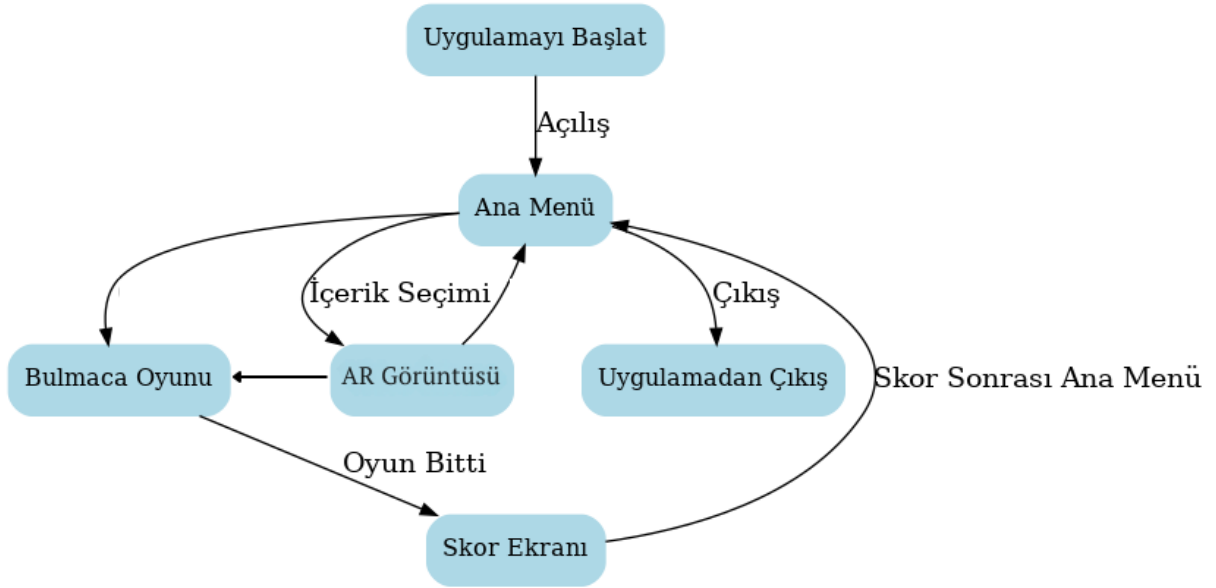 Uygulamayı Başlat
Açılış
Ana Menü
İçerik Seçimi
Çıkış
Bulmaca Oyunu
AR Görüntüsü
Uygulamadan Çıkış
Skor Sonrası Ana Menü
Oyun Bitti
Skor Ekranı